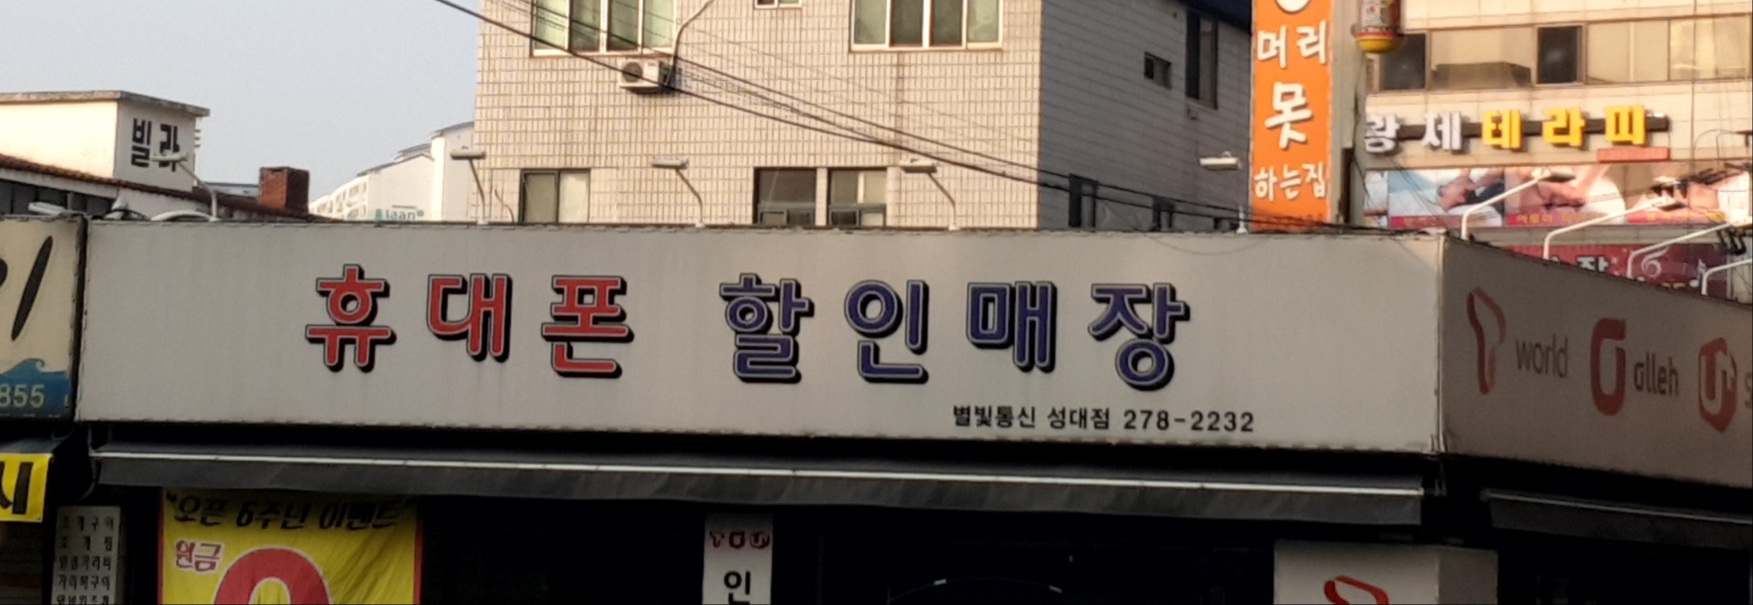 빌라
머리
못
하는집
테라피
휴대폰 할인매장
별빛통신 성대점 278-2232
world
olleh
855
시
"오픈 6주년 이벤트"
현금
YOU
인